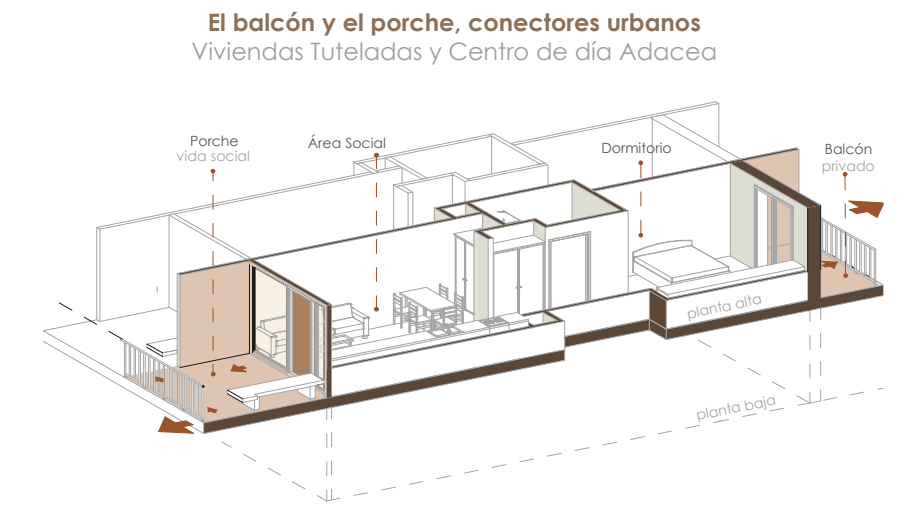 El balcón y el porche, conectores urbanos
Viviendas Tuteladas y Centro de día Adacea
Porche
vida social
Área Social
Dormitorio
Balcón
privado
planta alta
planta baja